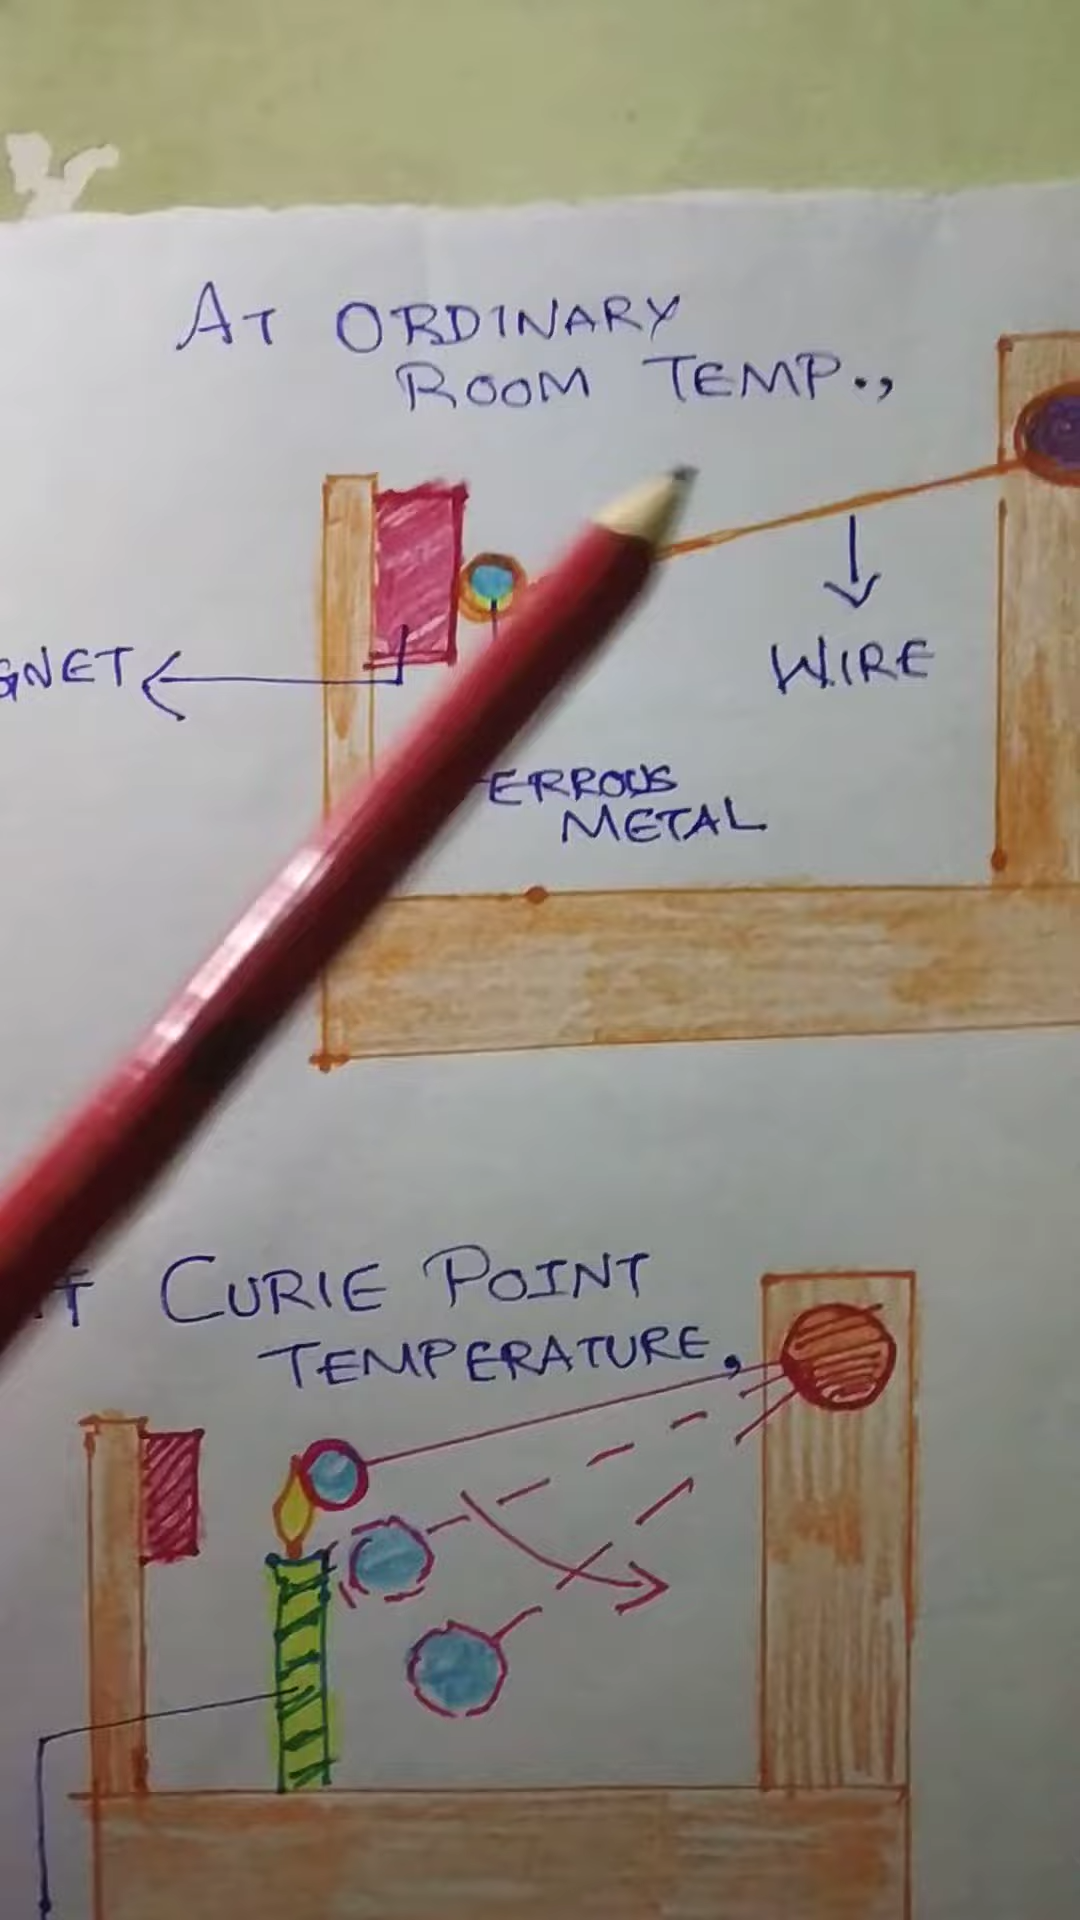 AT ORDINARY
ROOM TEMP.,
GNET
WIRE
ERROUS
METAL
T CURIE POINT
TEMPERATURE,